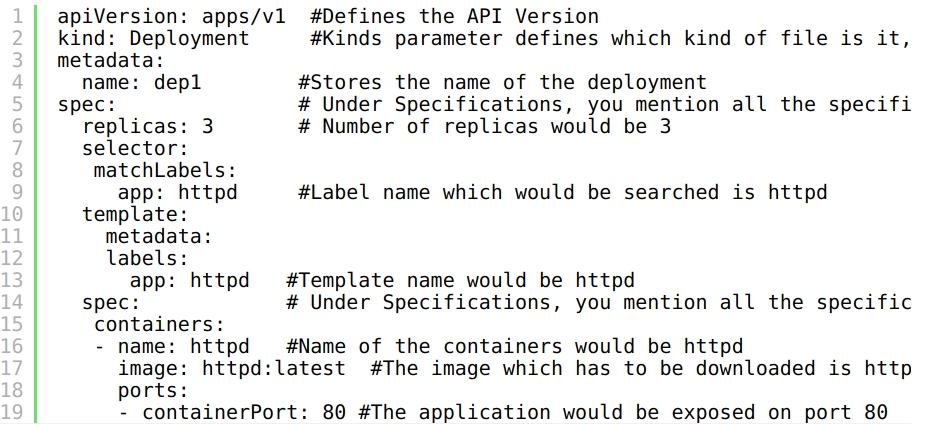 1 apiVersion: apps/v1  #Defines the API Version
2 kind: Deployment     #Kinds parameter defines which kind of file is it,
3 metadata:
4   name: dep1        #Stores the name of the deployment
5 spec:               # Under Specifications, you mention all the specifi
6   replicas: 3       # Number of replicas would be 3
7   selector:
8    matchLabels:
9      app: httpd     #Label name which would be searched is httpd
10   template:
11     metadata:
12     labels:
13       app: httpd   #Template name would be httpd
14   spec:            # Under Specifications, you mention all the specific
15    containers:
16    - name: httpd   #Name of the containers would be httpd
17      image: httpd:latest  #The image which has to be downloaded is http
18      ports:
19      - containerPort: 80 #The application would be exposed on port 80